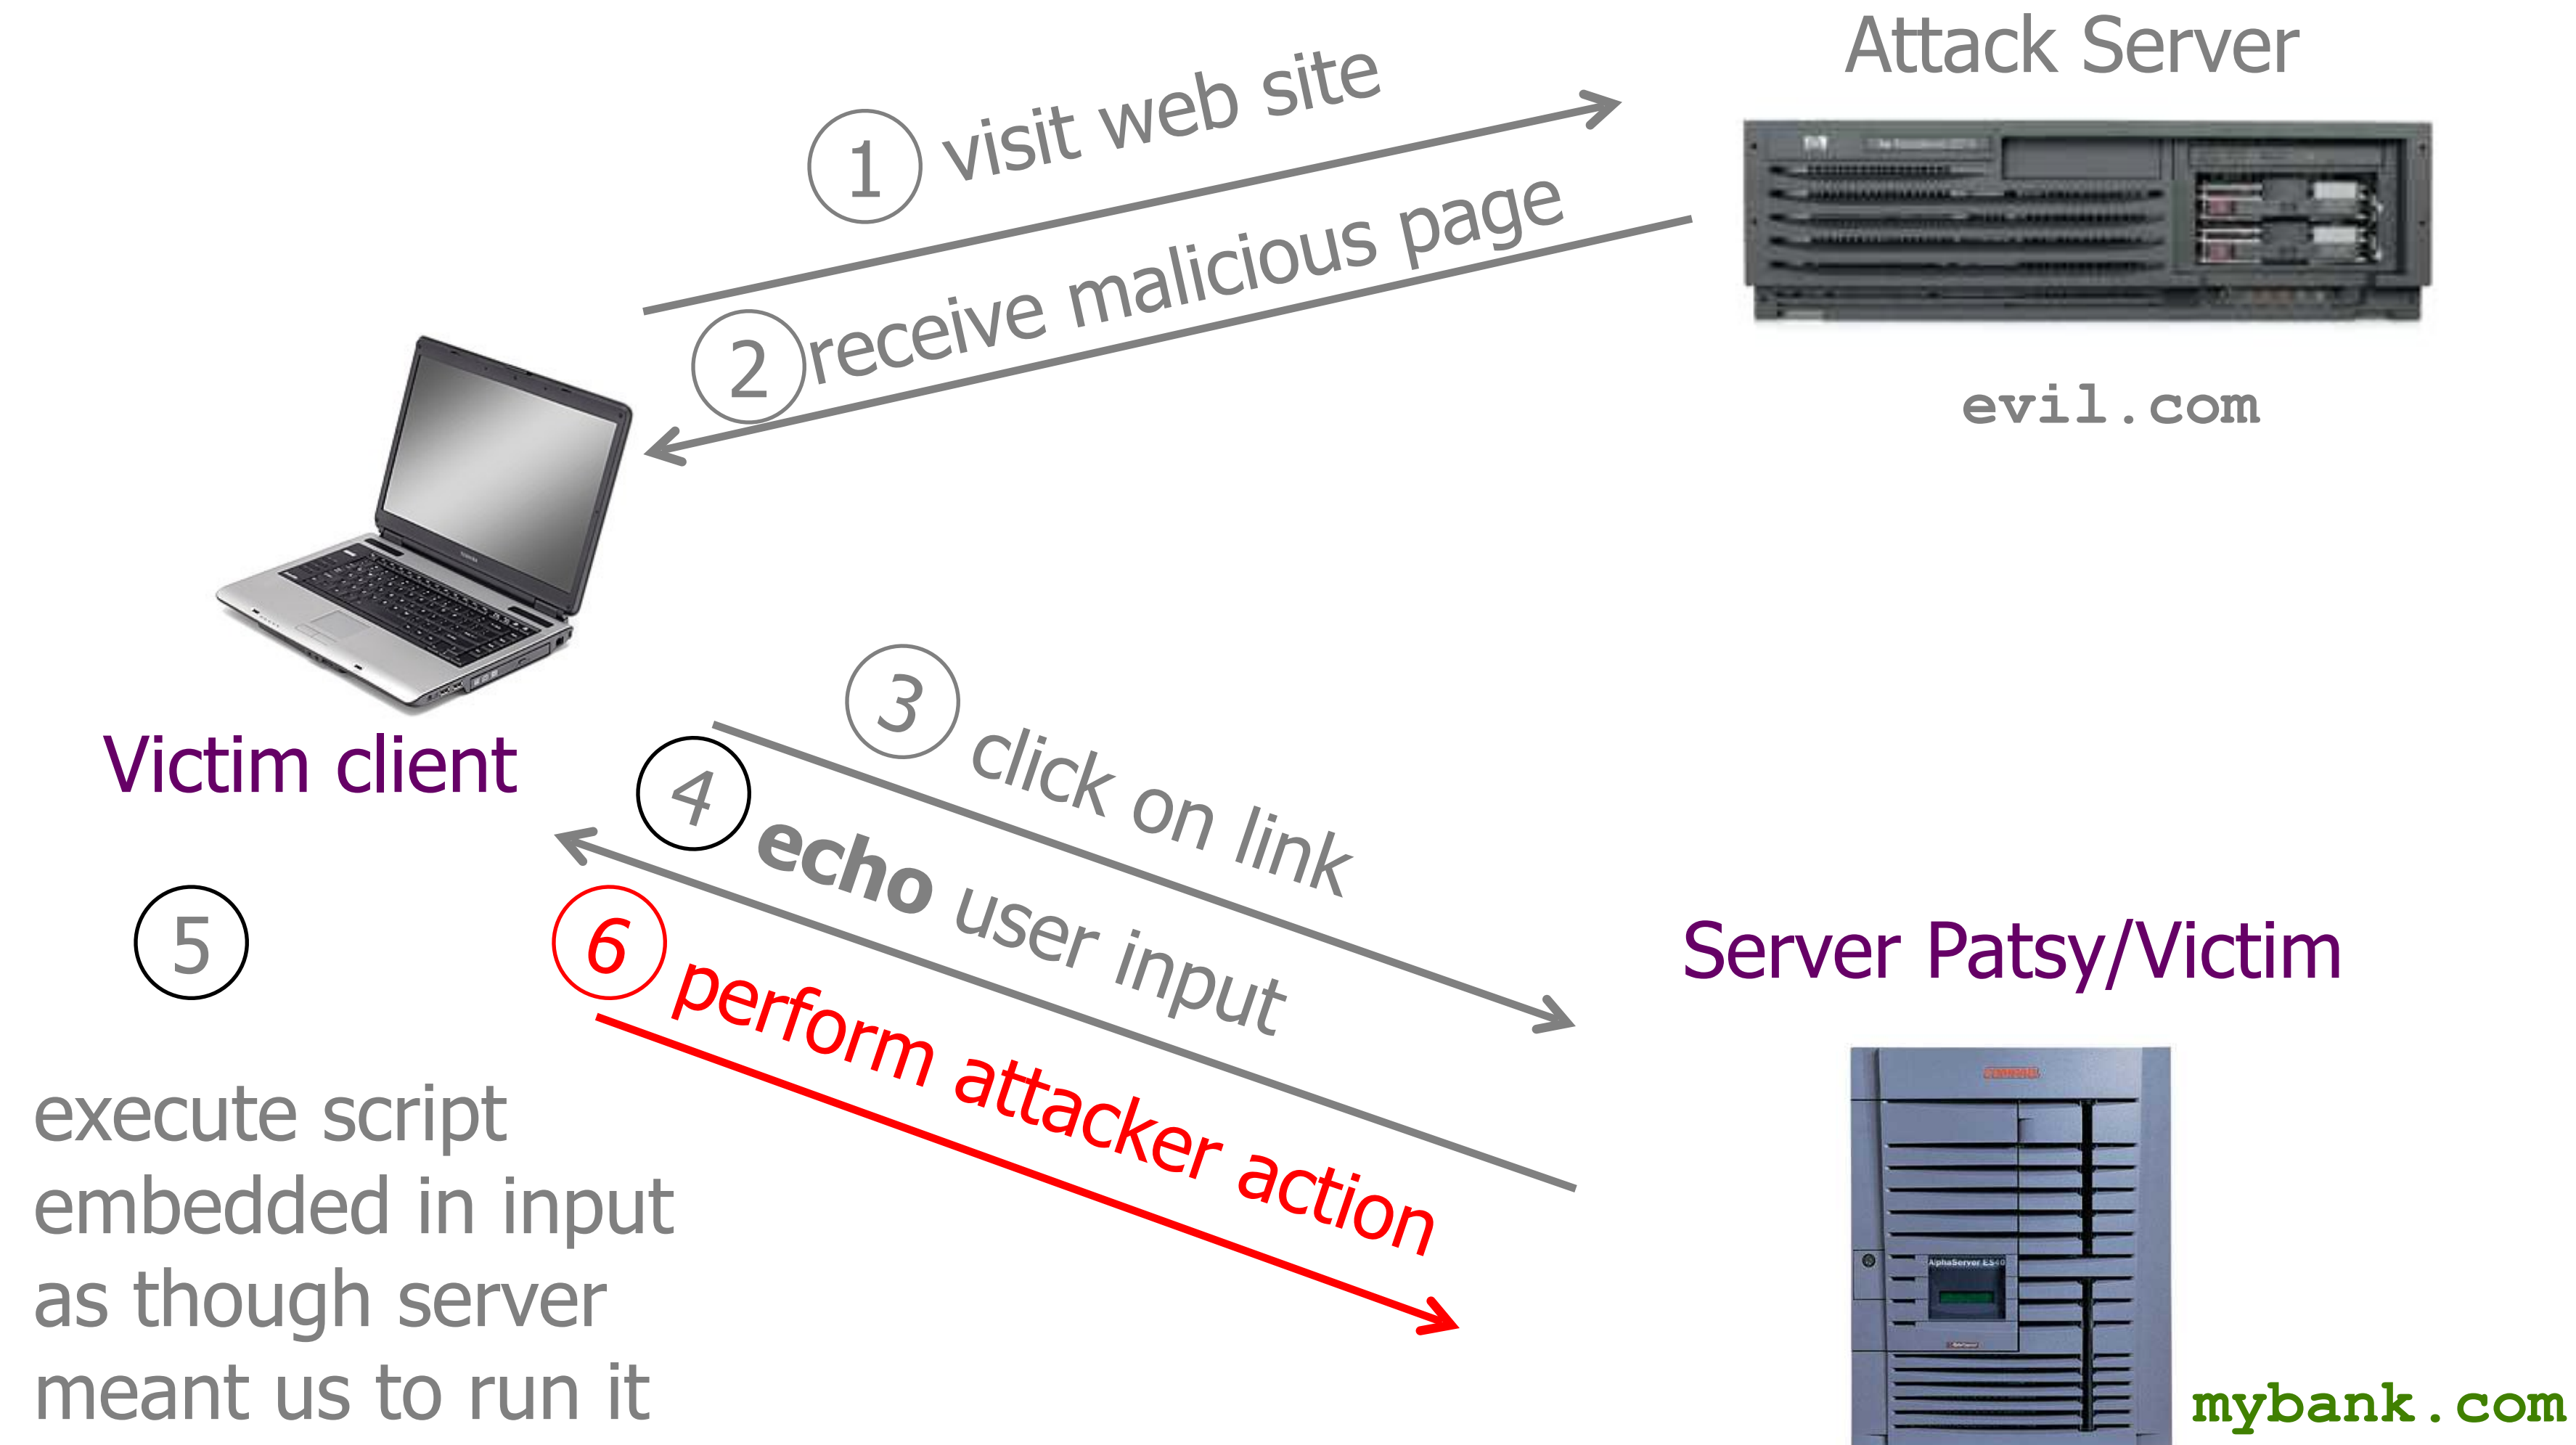 Attack Server
1 visit web site
2 receive malicious page
evil.com
Victim client
3 click on link
4 echo user input
5
execute script
embedded in input
as though server
meant us to run it
6 perform attacker action
Server Patsy/Victim
AlphaServer ES40
mybank.com